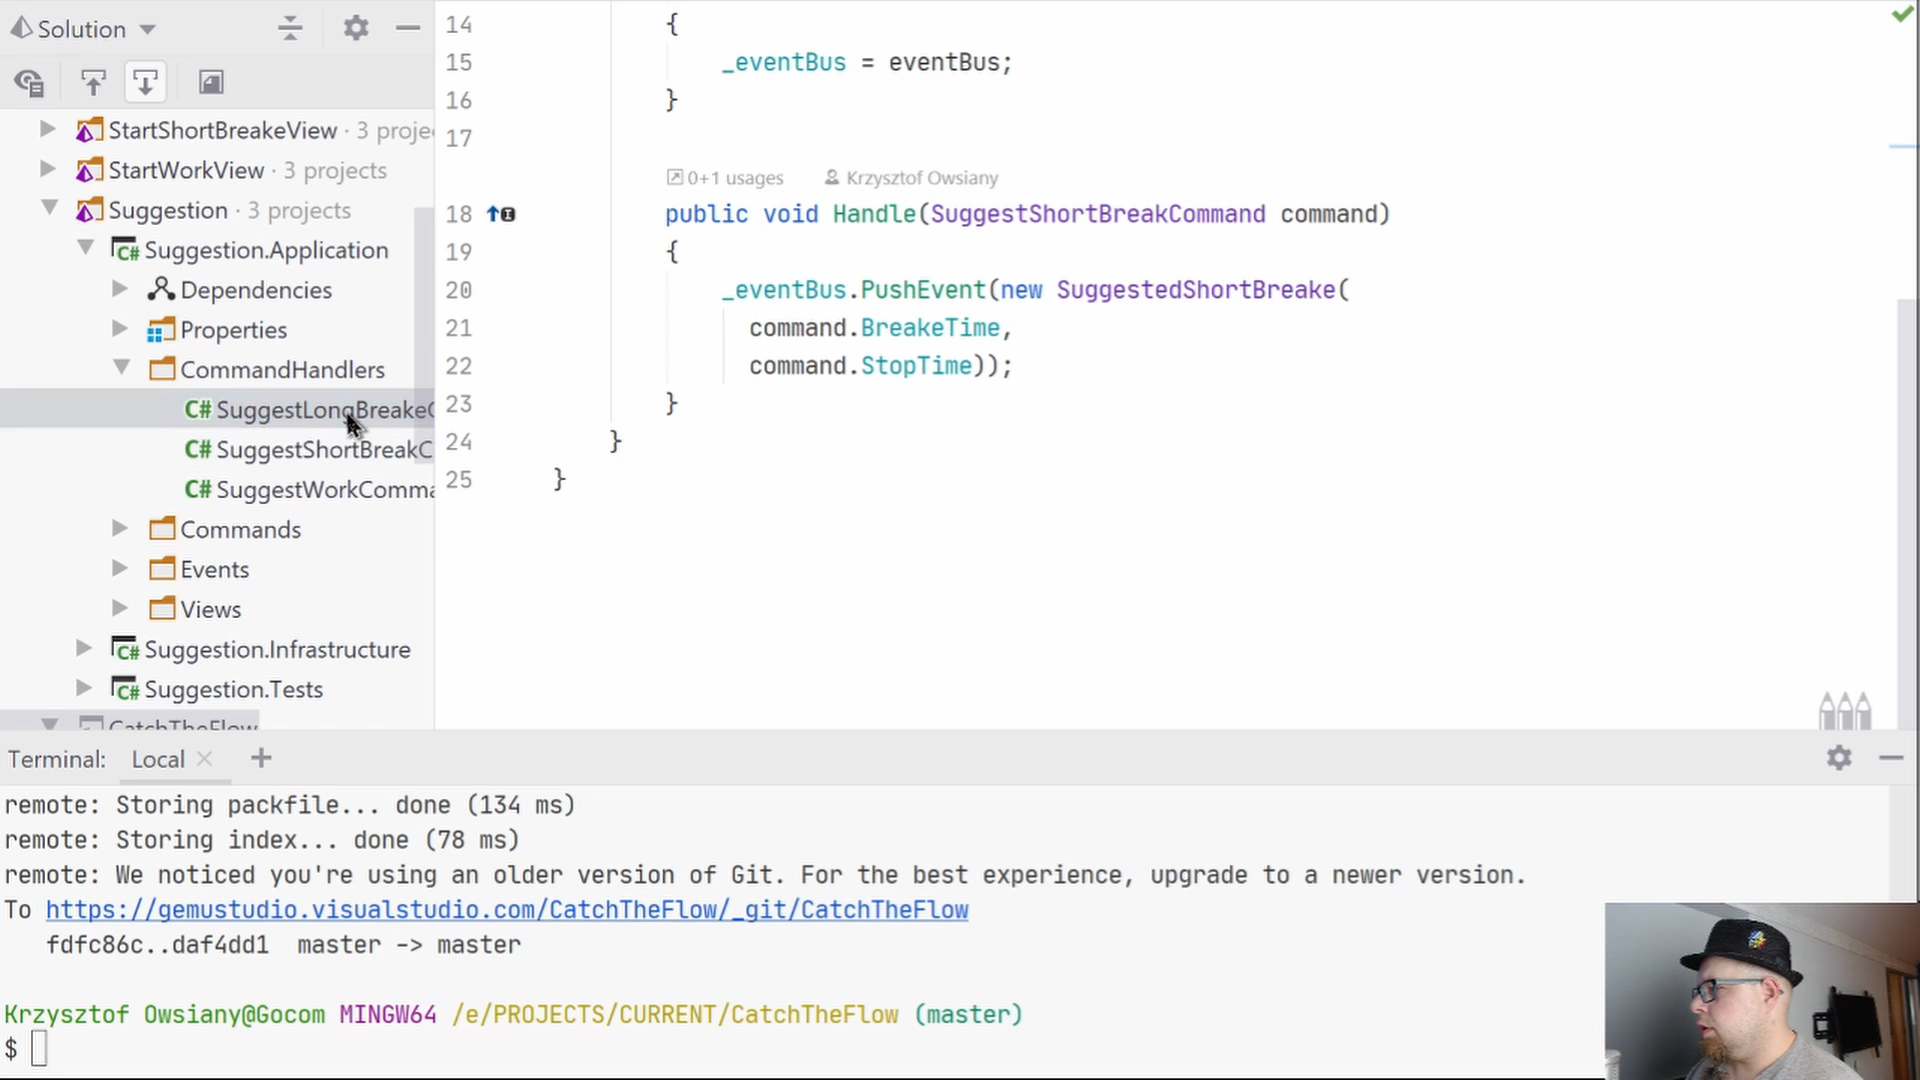 Solution
StartShortBreakeView · 3 proje
StartWorkView · 3 projects
Suggestion · 3 projects
Suggestion.Application
Dependencies
Properties
CommandHandlers
C# SuggestLongBreakeC
C# SuggestShortBreakC
C# SuggestWorkComma
Commands
Events
Views
C# Suggestion.Infrastructure
C# Suggestion.Tests
CatchTheFlow
14 {
15 _eventBus = eventBus;
16 }
17
0+1 usages Krzysztof Owsiany
18 public void Handle(SuggestShortBreakCommand command)
19 {
20 _eventBus.PushEvent(new SuggestedShortBreake(
21 command.BreakeTime,
22 command.StopTime));
23 }
24 }
25 }
Terminal: Local
remote: Storing packfile... done (134 ms)
remote: Storing index... done (78 ms)
remote: We noticed you're using an older version of Git. For the best experience, upgrade to a newer version.
To https://gemustudio.visualstudio.com/CatchTheFlow/_git/CatchTheFlow
fdfc86c..daf4dd1 master -> master
Krzysztof Owsiany@Gocom MINGW64 /e/PROJECTS/CURRENT/CatchTheFlow (master)
$